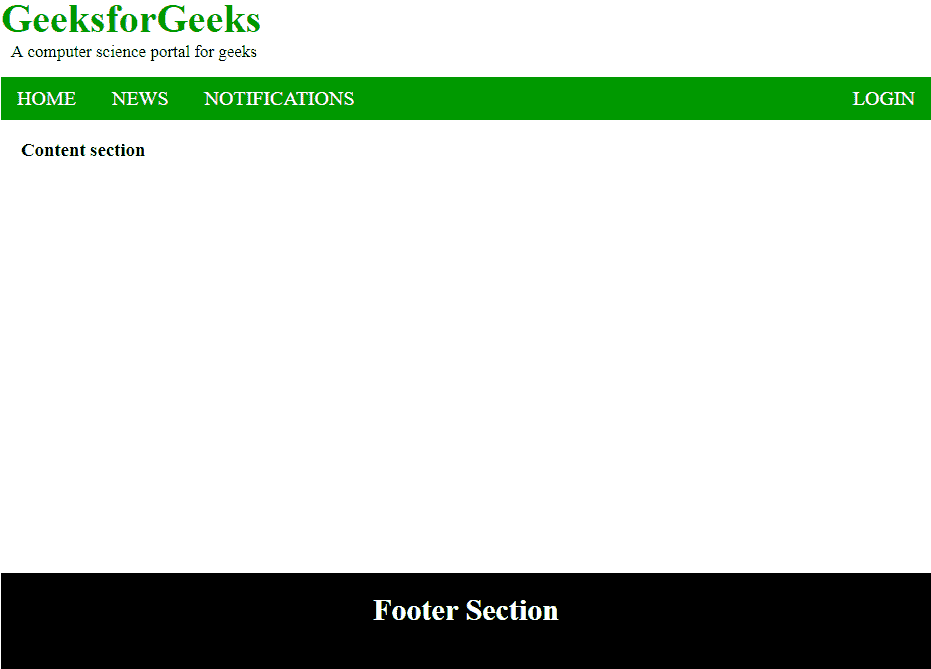 GeeksforGeeks
A computer science portal for geeks
HOME NEWS NOTIFICATIONS LOGIN
Content section
Footer Section